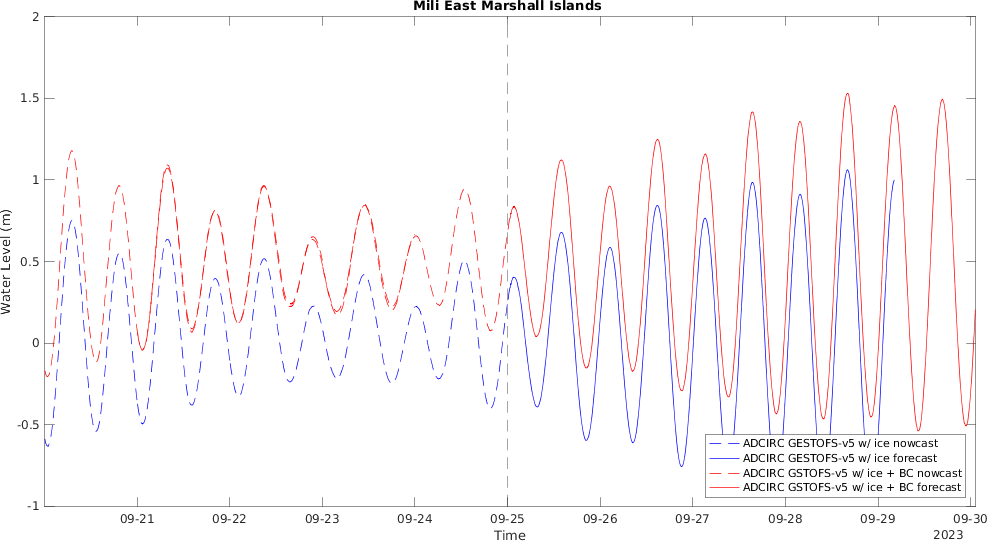 Mili East Marshall Islands
Water Level (m)
2
1.5
1
0.5
0
-0.5
-1
ADCIRC GESTOFS-v5 w/ ice nowcast
ADCIRC GESTOFS-v5 w/ ice forecast
ADCIRC GSTOFS-v5 w/ ice + BC nowcast
ADCIRC GSTOFS-v5 w/ ice + BC forecast
09-21 09-22 09-23 09-24 09-25 09-26 09-27 09-28 09-29 09-30
Time
2023